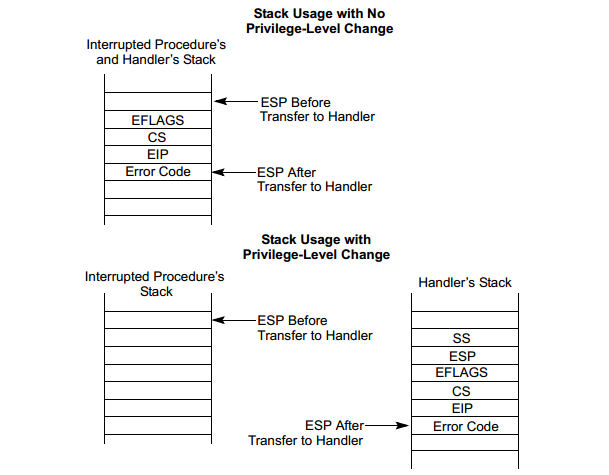 Stack Usage with No
Privilege-Level Change
Interrupted Procedure's
and Handler's Stack
ESP Before
Transfer to Handler
EFLAGS
CS
EIP
Error Code
ESP After
Transfer to Handler
Stack Usage with
Privilege-Level Change
Interrupted Procedure's
Stack
Handler's Stack
ESP Before
Transfer to Handler
SS
ESP
EFLAGS
CS
EIP
Error Code
ESP After
Transfer to Handler